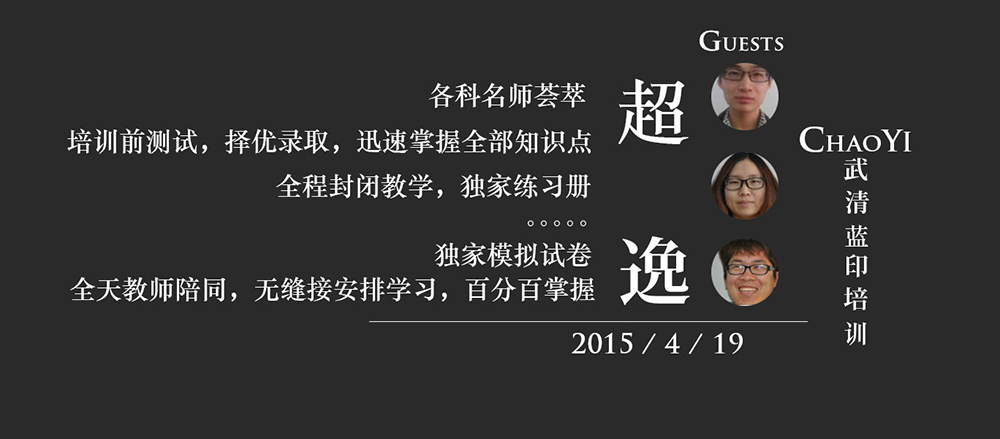 GUESTS
各科名师荟萃
培训前测试，择优录取，迅速掌握全部知识点
全程封闭教学，独家练习册
。。。。。
独家模拟试卷
全天教师陪同，无缝接安排学习，百分百掌握
超逸
CHAOYI
武清蓝印培训
2015 / 4 / 19